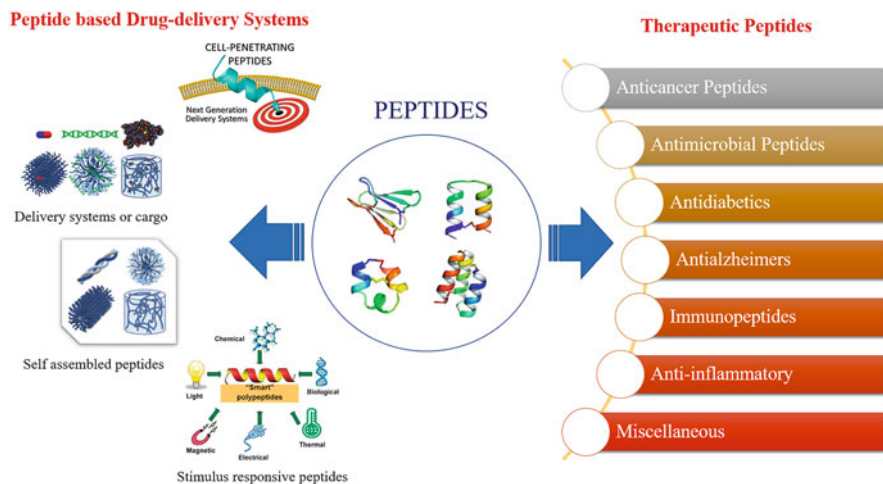 Peptide based Drug-delivery Systems
CELL-PENETRATING
PEPTIDES
Next Generation
Delivery Systems
Delivery systems or cargo
Self assembled peptides
Chemical
Light
"Smart"
polypeptides
Biological
Magnetic
Electrical
Thermal
Stimulus responsive peptides
PEPTIDES
Therapeutic Peptides
Anticancer Peptides
Antimicrobial Peptides
Antidiabetics
Antialzheimers
Immunopeptides
Anti-inflammatory
Miscellaneous